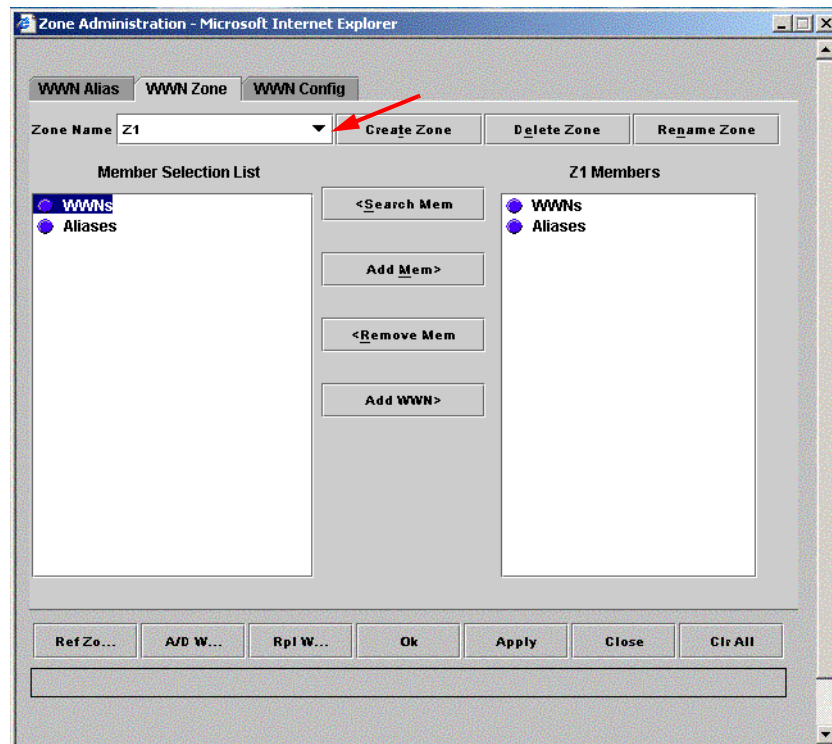 Zone Administration - Microsoft Internet Explorer
WWN Alias WWN Zone WWN Config
Zone Name Z1 Create Zone Delete Zone Rename Zone
Member Selection List Z1 Members
WWNs <Search Mem WWNs
Aliases Aliases
Add Mem>
<Remove Mem
Add WWN>
Ref Zo... A/D W... Rpl W... Ok Apply Close Clr All